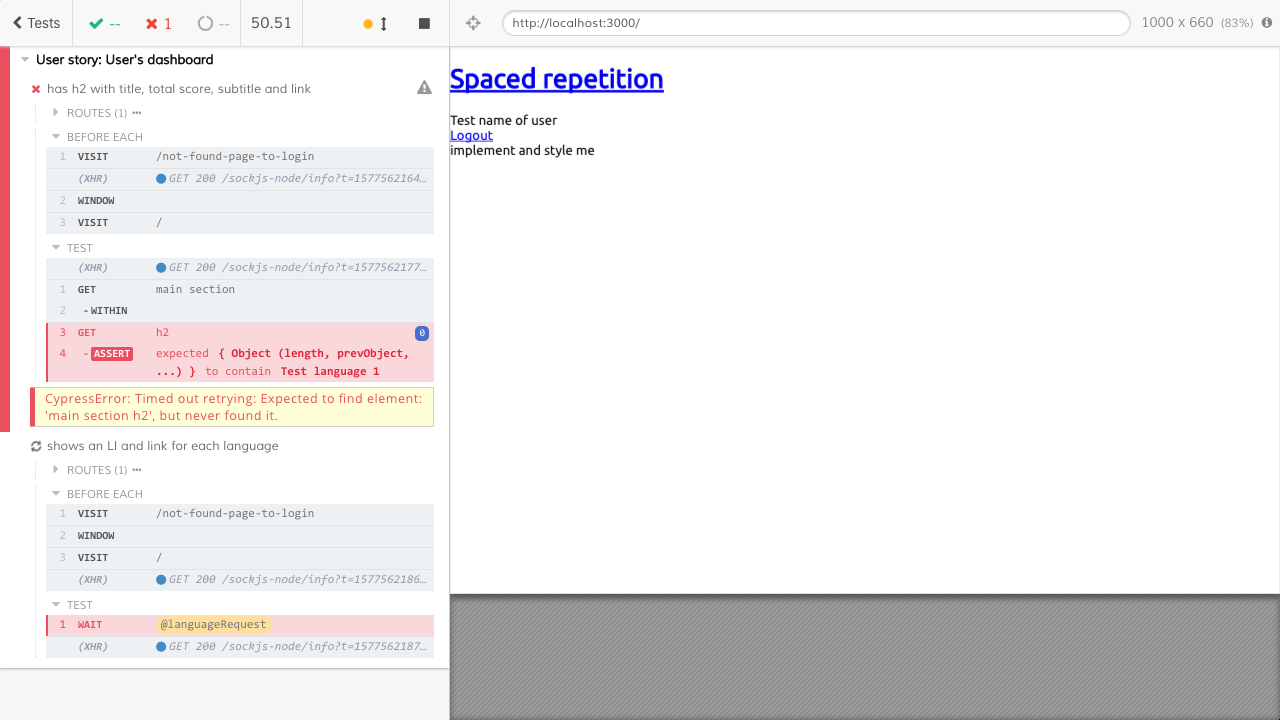 Tests
--
1
--
50.51
http://localhost:3000/
1000 x 660 (83%)
User story: User's dashboard
has h2 with title, total score, subtitle and link
ROUTES (1)
BEFORE EACH
1 VISIT /not-found-page-to-login
(XHR) GET 200 /sockjs-node/info?t=1577562164…
2 WINDOW
3 VISIT /
TEST
(XHR) GET 200 /sockjs-node/info?t=1577562177…
1 GET main section
2 -WITHIN
3 GET h2 0
4 -ASSERT expected { Object (length, prevObject,
...) } to contain Test language 1
CypressError: Timed out retrying: Expected to find element:
'main section h2', but never found it.
shows an LI and link for each language
ROUTES (1)
BEFORE EACH
1 VISIT /not-found-page-to-login
2 WINDOW
3 VISIT /
(XHR) GET 200 /sockjs-node/info?t=1577562186…
TEST
1 WAIT @languageRequest
(XHR) GET 200 /sockjs-node/info?t=1577562187…
Spaced repetition
Test name of user
Logout
implement and style me